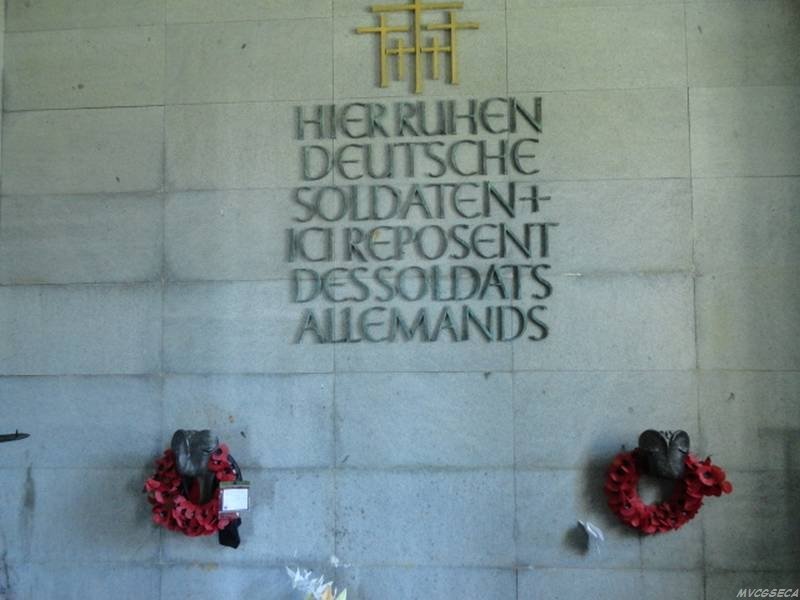 HIER RUHEN
DEUTSCHE
SOLDATEN +
ICI REPOSENT
DES SOLDATS
ALLEMANDS
MVCGSECA